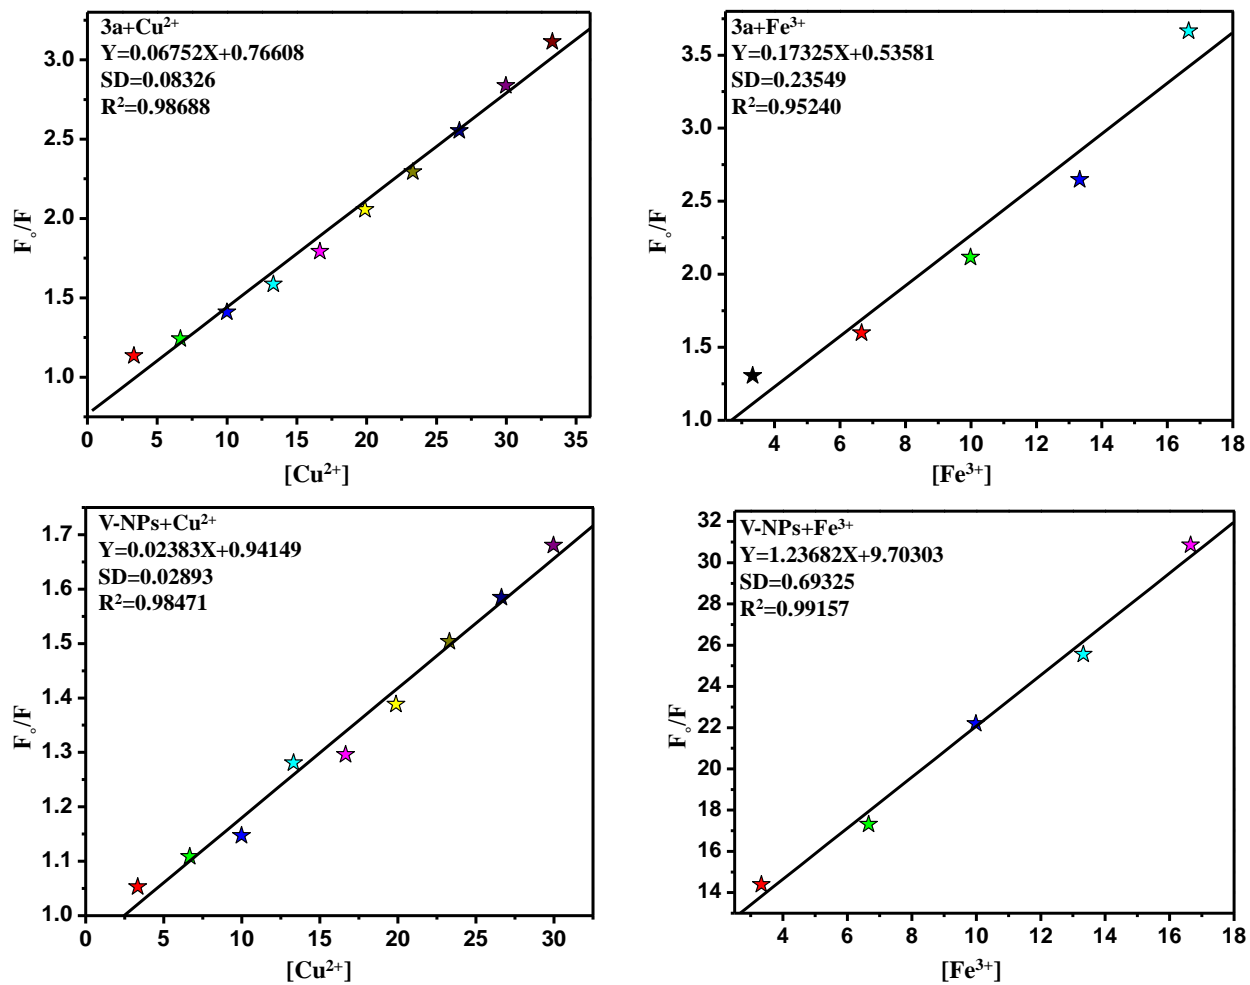 3a+Cu²⁺
Y=0.06752X+0.76608
SD=0.08326
R²=0.98688
3.0
2.5
2.0
1.5
1.0
F₀/F
0 5 10 15 20 25 30 35
[Cu²⁺]
3a+Fe³⁺
Y=0.17325X+0.53581
SD=0.23549
R²=0.95240
3.5
3.0
2.5
2.0
1.5
1.0
F₀/F
4 6 8 10 12 14 16 18
[Fe³⁺]
V-NPs+Cu²⁺
Y=0.02383X+0.94149
SD=0.02893
R²=0.98471
1.7
1.6
1.5
1.4
1.3
1.2
1.1
1.0
F₀/F
0 5 10 15 20 25 30
[Cu²⁺]
V-NPs+Fe³⁺
Y=1.23682X+9.70303
SD=0.69325
R²=0.99157
32
30
28
26
24
22
20
18
16
14
F₀/F
4 6 8 10 12 14 16 18
[Fe³⁺]